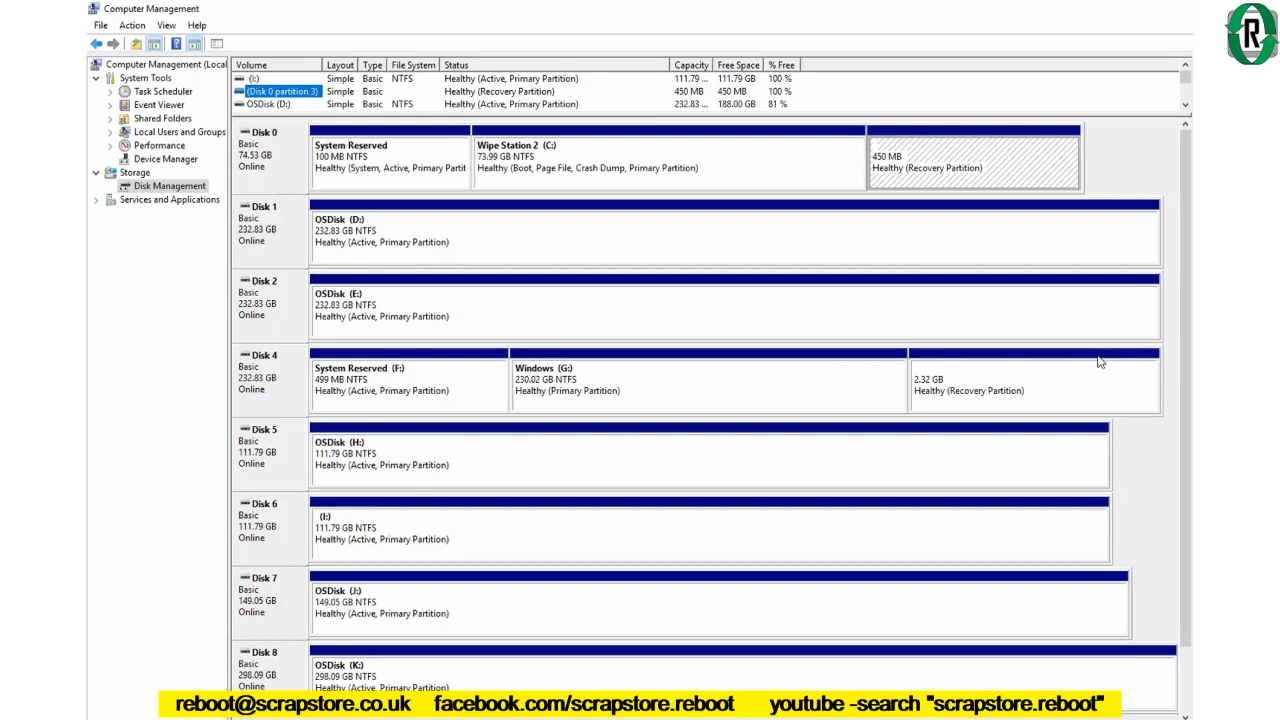 Computer Management
File Action View Help
R
Computer Management (Local
System Tools
Task Scheduler
Event Viewer
Shared Folders
Local Users and Groups
Performance
Device Manager
Storage
Disk Management
Services and Applications
Volume Layout Type File System Status Capacity Free Space % Free
(I:) Simple Basic NTFS Healthy (Active, Primary Partition) 111.79 ... 111.79 GB 100 %
(Disk 0 partition 3) Simple Basic Healthy (Recovery Partition) 450 MB 450 MB 100 %
OSDisk (D:) Simple Basic NTFS Healthy (Active, Primary Partition) 232.83 ... 188.00 GB 81 %
Disk 0
Basic
74.53 GB
Online
System Reserved
100 MB NTFS
Healthy (System, Active, Primary Partit
Wipe Station 2 (C:)
73.99 GB NTFS
Healthy (Boot, Page File, Crash Dump, Primary Partition)
450 MB
Healthy (Recovery Partition)
Disk 1
Basic
232.83 GB
Online
OSDisk (D:)
232.83 GB NTFS
Healthy (Active, Primary Partition)
Disk 2
Basic
232.83 GB
Online
OSDisk (E:)
232.83 GB NTFS
Healthy (Active, Primary Partition)
Disk 4
Basic
232.83 GB
Online
System Reserved (F:)
499 MB NTFS
Healthy (Active, Primary Partition)
Windows (G:)
230.02 GB NTFS
Healthy (Primary Partition)
2.32 GB
Healthy (Recovery Partition)
Disk 5
Basic
111.79 GB
Online
OSDisk (H:)
111.79 GB NTFS
Healthy (Active, Primary Partition)
Disk 6
Basic
111.79 GB
Online
(I:)
111.79 GB NTFS
Healthy (Active, Primary Partition)
Disk 7
Basic
149.05 GB
Online
OSDisk (J:)
149.05 GB NTFS
Healthy (Active, Primary Partition)
Disk 8
Basic
298.09 GB
Online
OSDisk (K:)
298.09 GB NTFS
Healthy (Active, Primary Partition)
reboot@scrapstore.co.uk facebook.com/scrapstore.reboot youtube -search "scrapstore.reboot"